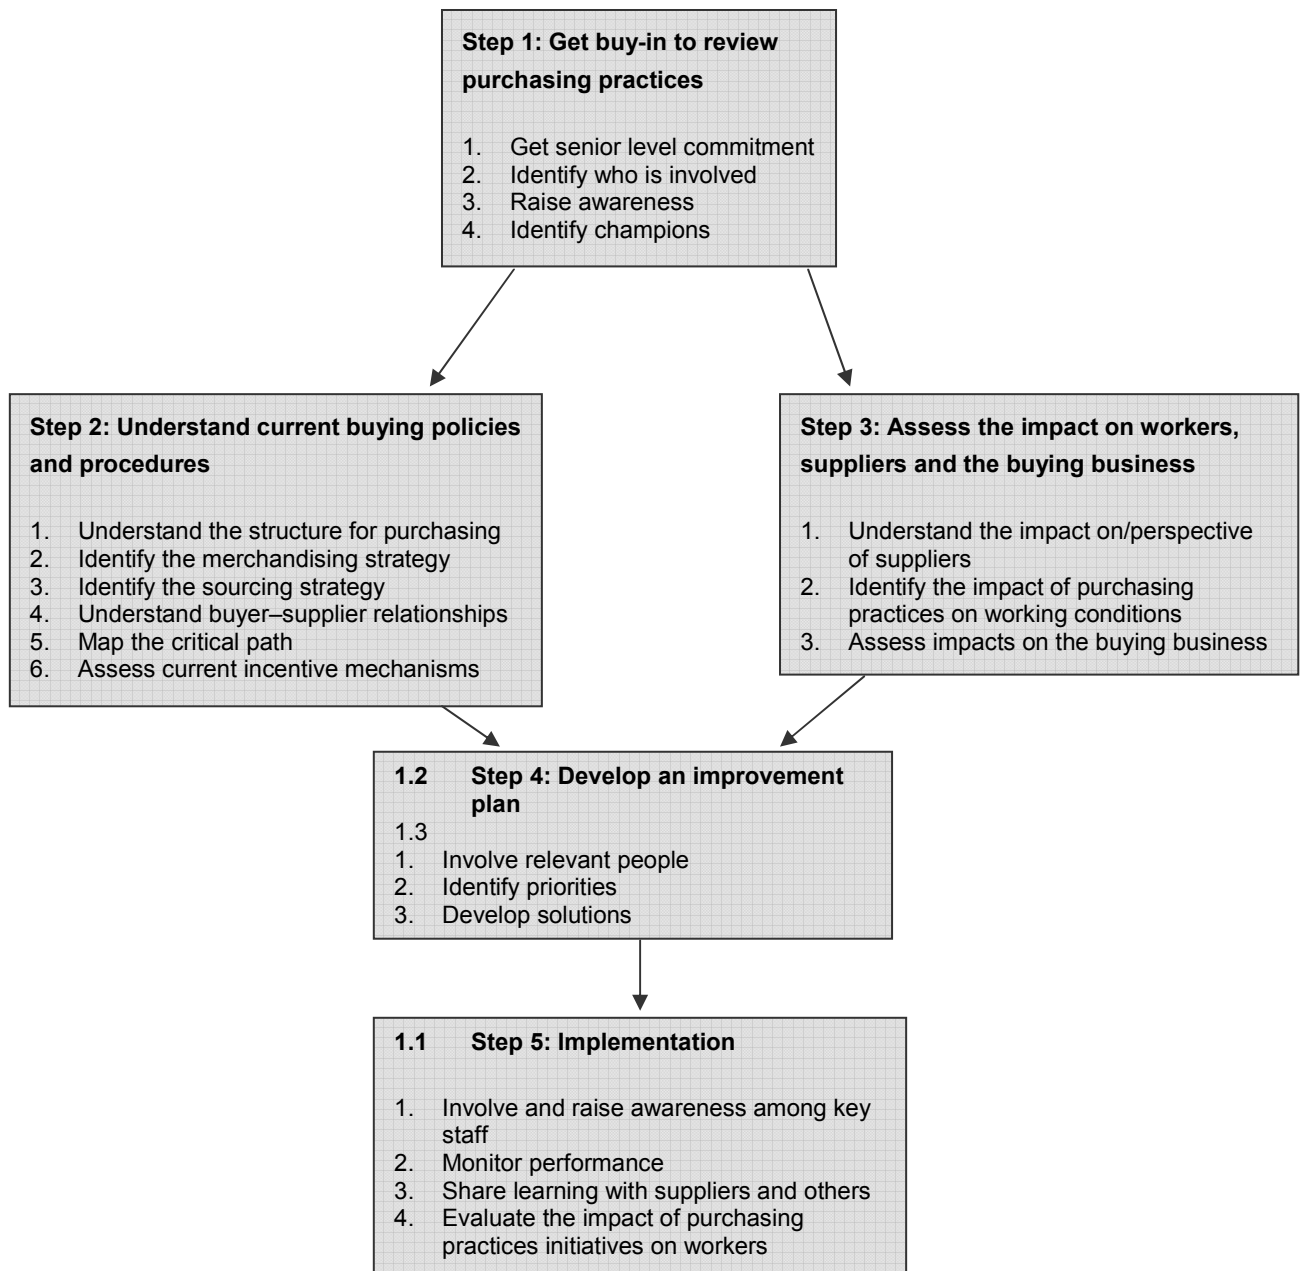 Step 1: Get buy-in to review
purchasing practices
1. Get senior level commitment
2. Identify who is involved
3. Raise awareness
4. Identify champions
Step 2: Understand current buying policies
and procedures
1. Understand the structure for purchasing
2. Identify the merchandising strategy
3. Identify the sourcing strategy
4. Understand buyer–supplier relationships
5. Map the critical path
6. Assess current incentive mechanisms
Step 3: Assess the impact on workers,
suppliers and the buying business
1. Understand the impact on/perspective
of suppliers
2. Identify the impact of purchasing
practices on working conditions
3. Assess impacts on the buying business
1.2 Step 4: Develop an improvement
plan
1.3
1. Involve relevant people
2. Identify priorities
3. Develop solutions
1.1 Step 5: Implementation
1. Involve and raise awareness among key
staff
2. Monitor performance
3. Share learning with suppliers and others
4. Evaluate the impact of purchasing
practices initiatives on workers